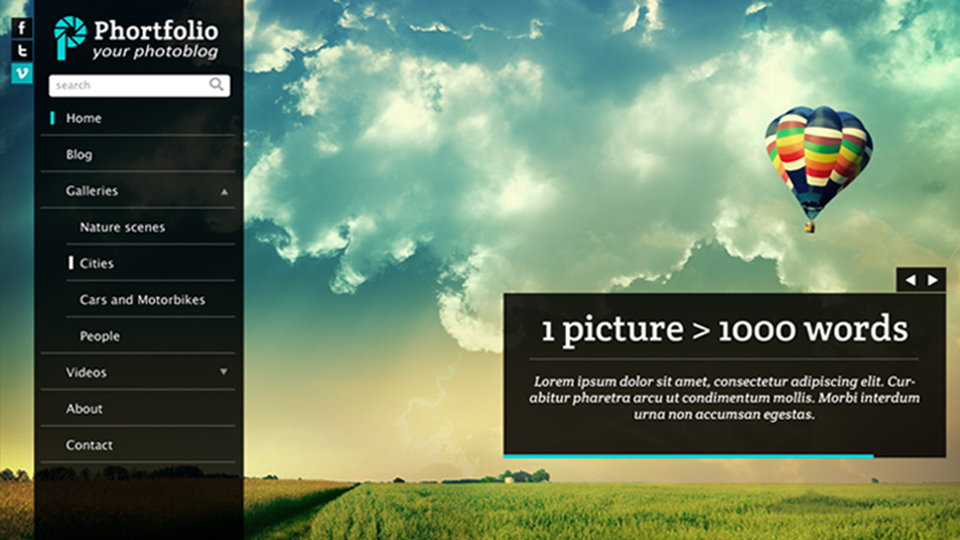 f
t
v
Phortfolio
your photoblog
search
Home
Blog
Galleries
Nature scenes
Cities
Cars and Motorbikes
People
Videos
About
Contact
1 picture > 1000 words
Lorem ipsum dolor sit amet, consectetur adipiscing elit. Cur-
abitur pharetra arcu ut condimentum mollis. Morbi interdum
urna non accumsan egestas.